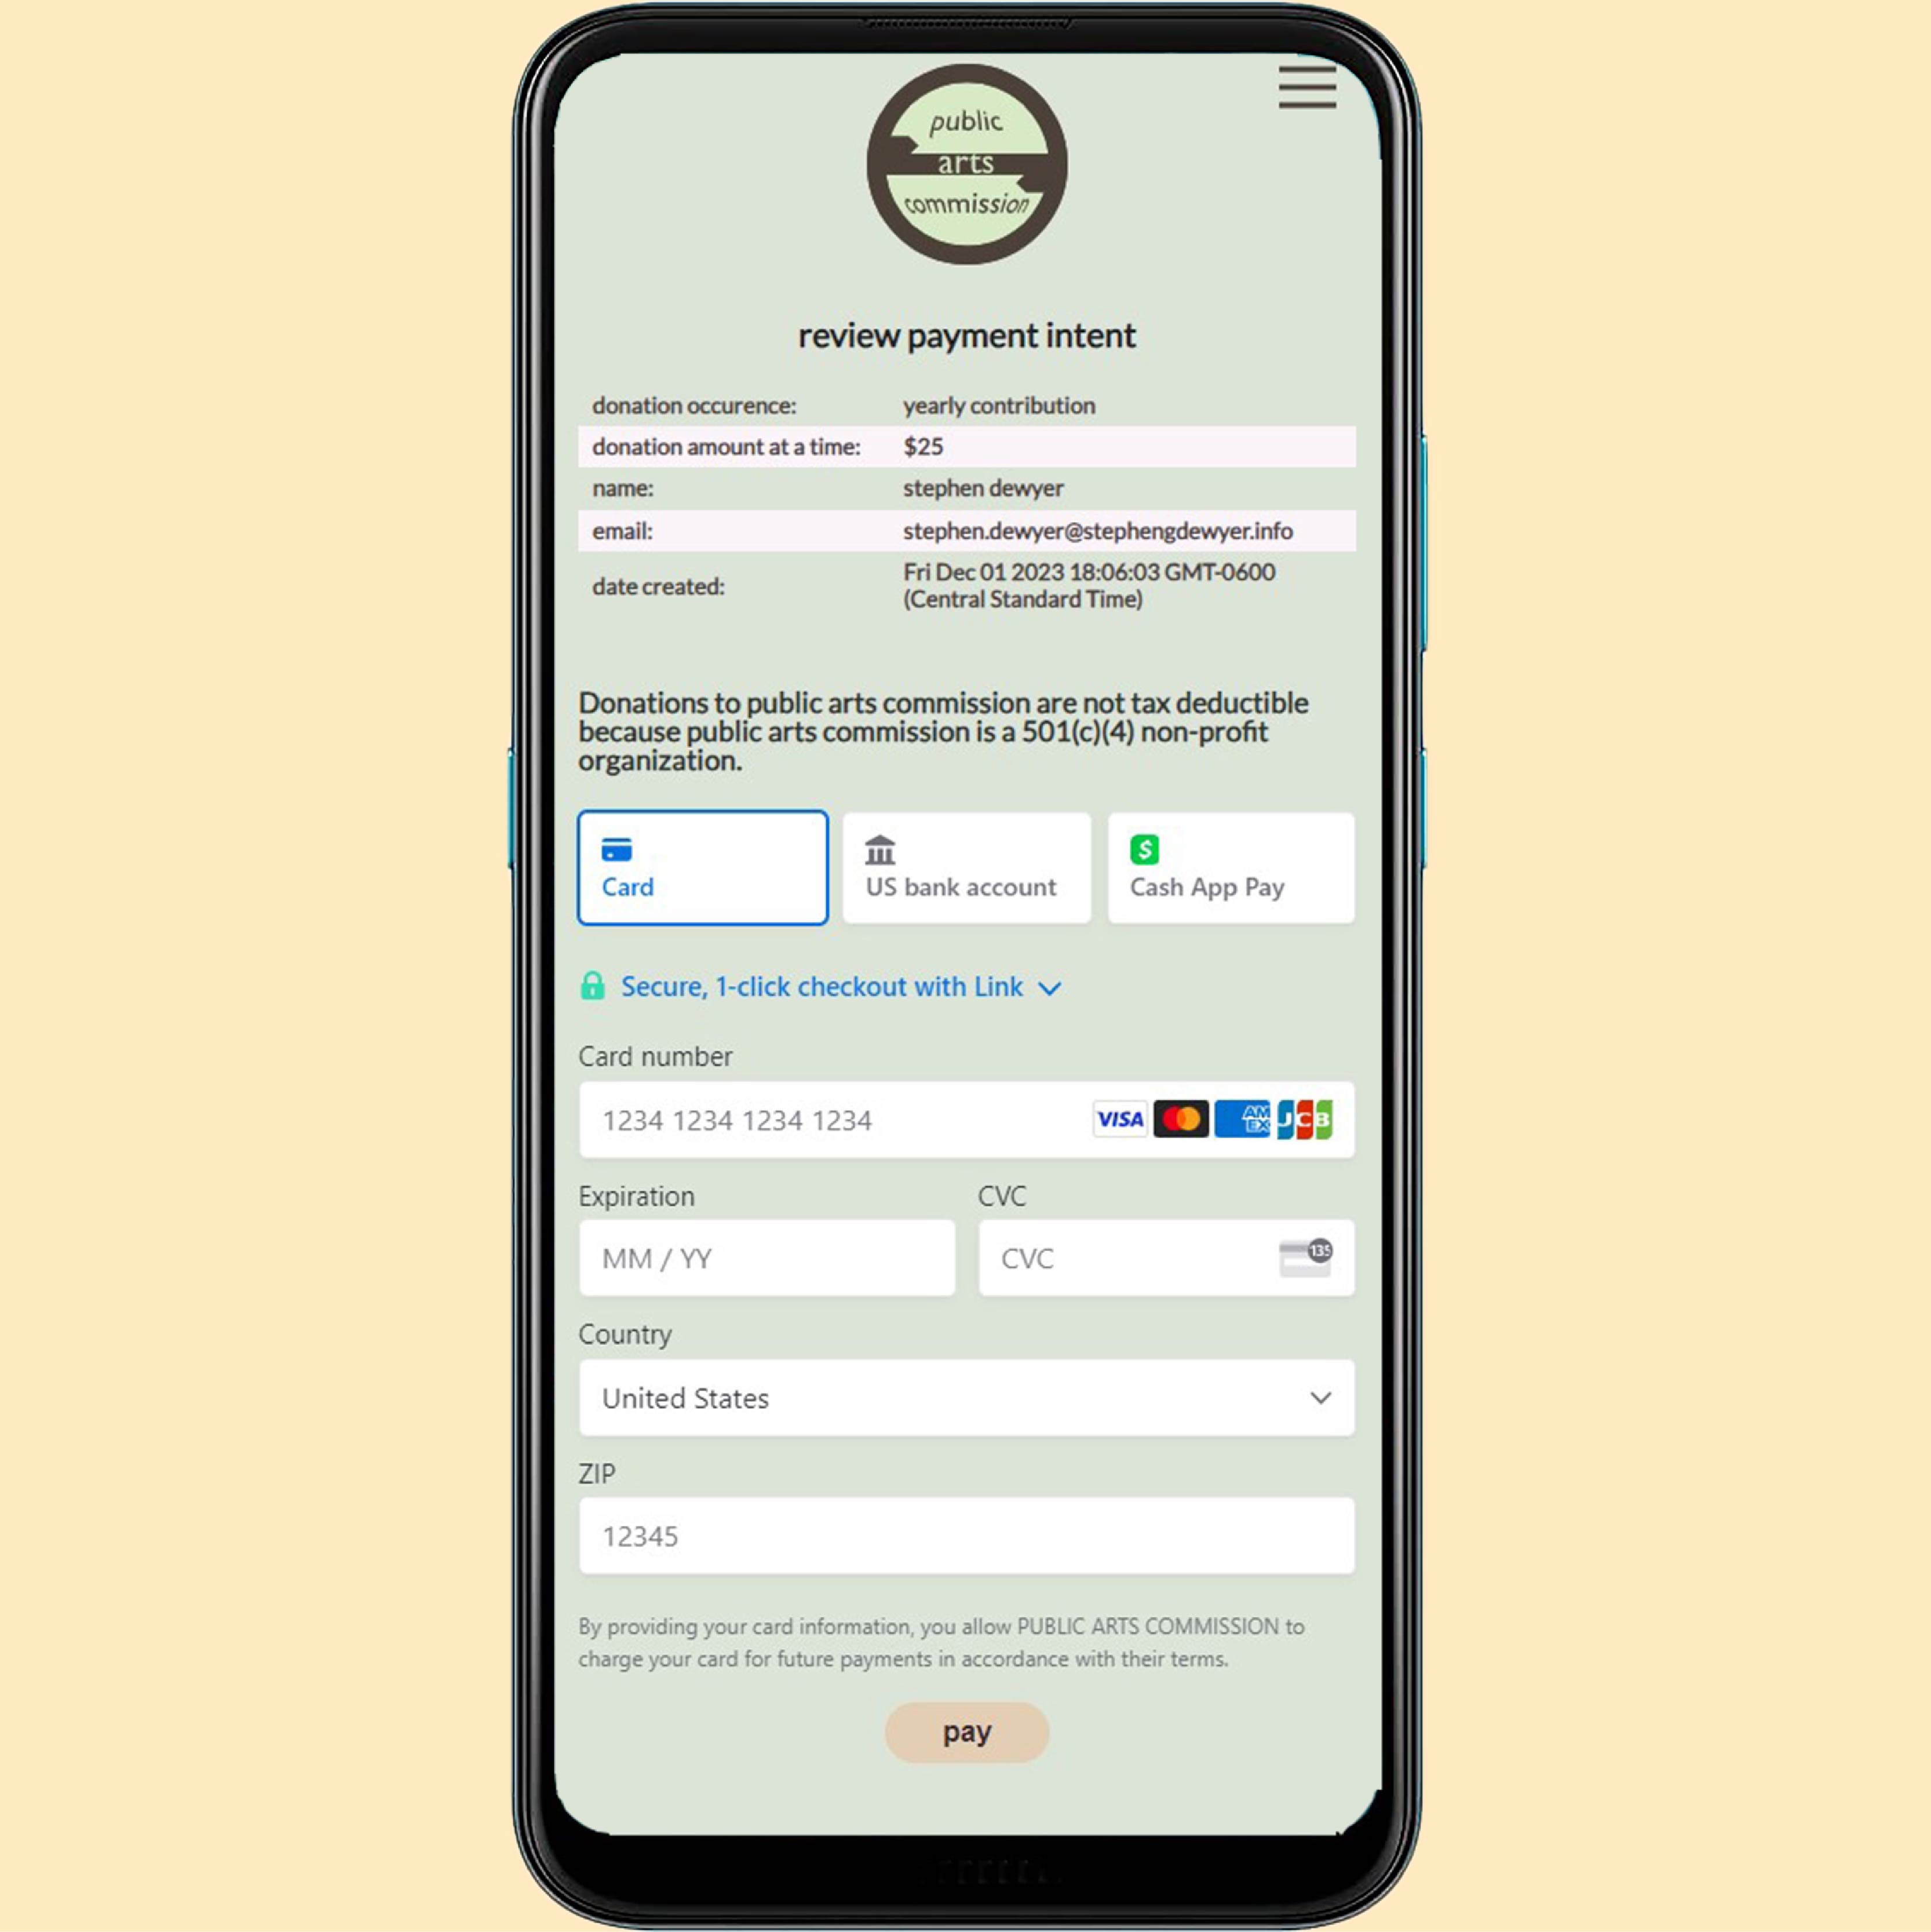 public
arts
commission
review payment intent
donation occurence: yearly contribution
donation amount at a time: $25
name: stephen dewyer
email: stephen.dewyer@stephengdewyer.info
date created: Fri Dec 01 2023 18:06:03 GMT-0600
(Central Standard Time)
Donations to public arts commission are not tax deductible
because public arts commission is a 501(c)(4) non-profit
organization.
Card
US bank account
$
Cash App Pay
Secure, 1-click checkout with Link
Card number
1234 1234 1234 1234 VISA AM EX JCB
Expiration CVC
MM / YY CVC 135
Country
United States
ZIP
12345
By providing your card information, you allow PUBLIC ARTS COMMISSION to
charge your card for future payments in accordance with their terms.
pay